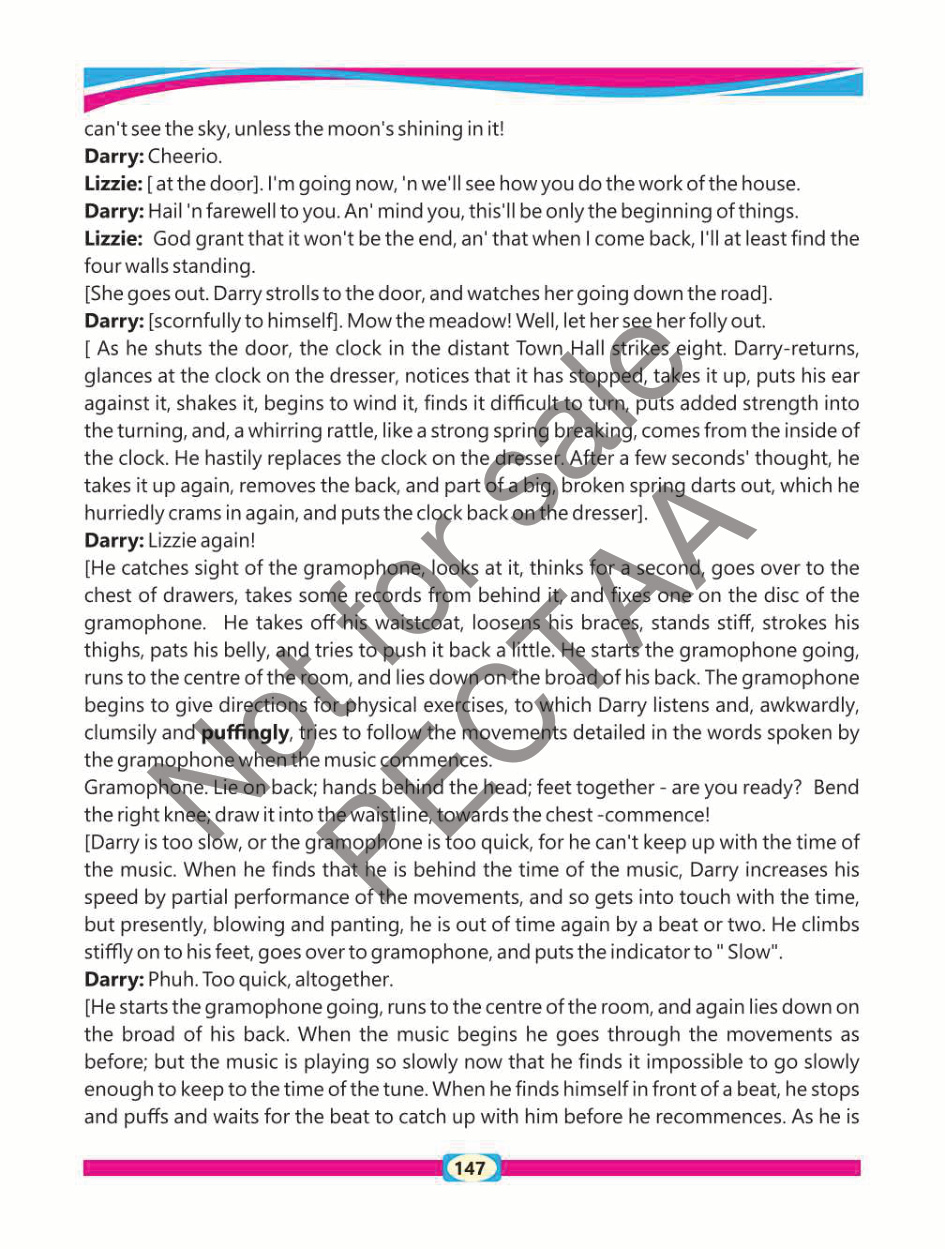 can't see the sky, unless the moon's shining in it!
Darry: Cheerio.
Lizzie: [ at the door]. I'm going now, 'n we'll see how you do the work of the house.
Darry: Hail 'n farewell to you. An' mind you, this'll be only the beginning of things.
Lizzie: God grant that it won't be the end, an' that when I come back, I'll at least find the
four walls standing.
[She goes out. Darry strolls to the door, and watches her going down the road].
Darry: [scornfully to himself]. Mow the meadow! Well, let her see her folly out.
[ As he shuts the door, the clock in the distant Town Hall strikes eight. Darry-returns,
glances at the clock on the dresser, notices that it has stopped, takes it up, puts his ear
against it, shakes it, begins to wind it, finds it difficult to turn, puts added strength into
the turning, and, a whirring rattle, like a strong spring breaking, comes from the inside of
the clock. He hastily replaces the clock on the dresser. After a few seconds' thought, he
takes it up again, removes the back, and part of a big, broken spring darts out, which he
hurriedly crams in again, and puts the clock back on the dresser].
Darry: Lizzie again!
[He catches sight of the gramophone, looks at it, thinks for a second, goes over to the
chest of drawers, takes some records from behind it, and fixes one on the disc of the
gramophone. He takes off his waistcoat, loosens his braces, stands stiff, strokes his
thighs, pats his belly, and tries to push it back a little. He starts the gramophone going,
runs to the centre of the room, and lies down on the broad of his back. The gramophone
begins to give directions for physical exercises, to which Darry listens and, awkwardly,
clumsily and puffingly, tries to follow the movements detailed in the words spoken by
the gramophone when the music commences.
Gramophone. Lie on back; hands behind the head; feet together - are you ready? Bend
the right knee; draw it into the waistline, towards the chest -commence!
[Darry is too slow, or the gramophone is too quick, for he can't keep up with the time of
the music. When he finds that he is behind the time of the music, Darry increases his
speed by partial performance of the movements, and so gets into touch with the time,
but presently, blowing and panting, he is out of time again by a beat or two. He climbs
stiffly on to his feet, goes over to gramophone, and puts the indicator to " Slow".
Darry: Phuh. Too quick, altogether.
[He starts the gramophone going, runs to the centre of the room, and again lies down on
the broad of his back. When the music begins he goes through the movements as
before; but the music is playing so slowly now that he finds it impossible to go slowly
enough to keep to the time of the tune. When he finds himself in front of a beat, he stops
and puffs and waits for the beat to catch up with him before he recommences. As he is
147
Not for sale
PECTAA